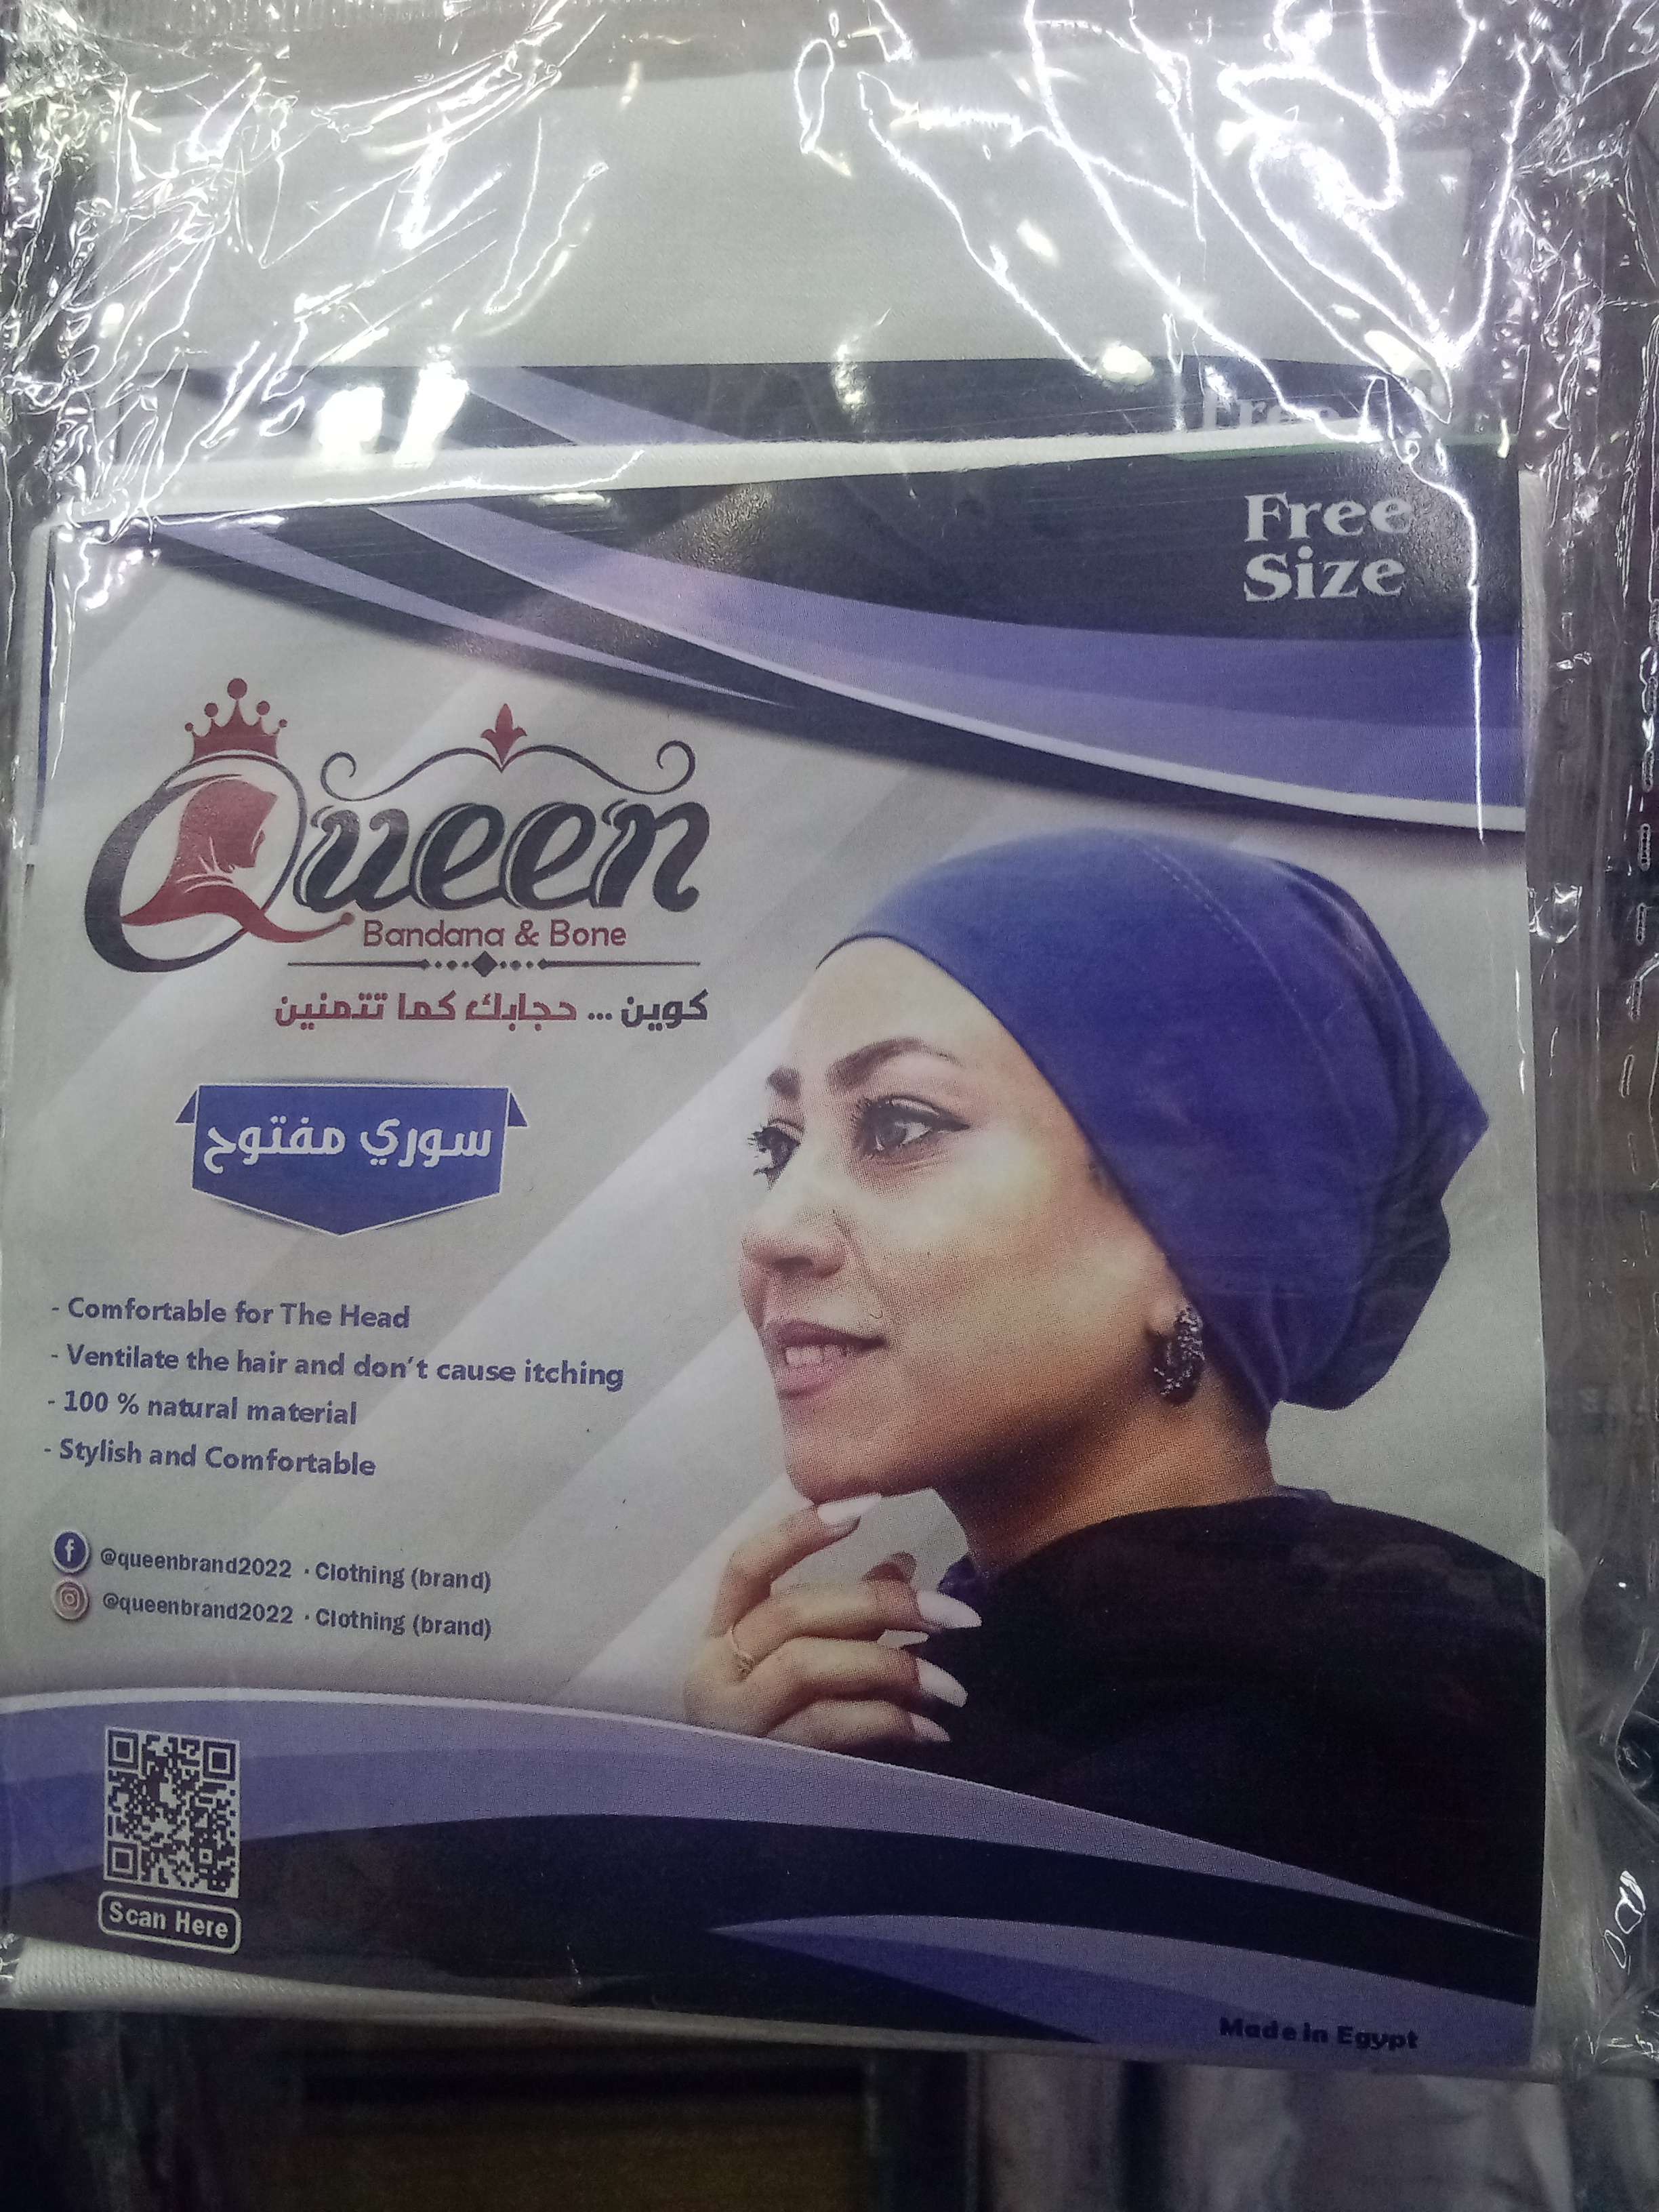 Free
Free
Size
Queen
Bandana & Bone
كوين ... حجابك كما تتمنين
سوري مفتوح
- Comfortable for The Head
- Ventilate the hair and don't cause itching
- 100 % natural material
- Stylish and Comfortable
@queenbrand2022 · Clothing (brand)
@queenbrand2022 · Clothing (brand)
Scan Here
Made in Egypt